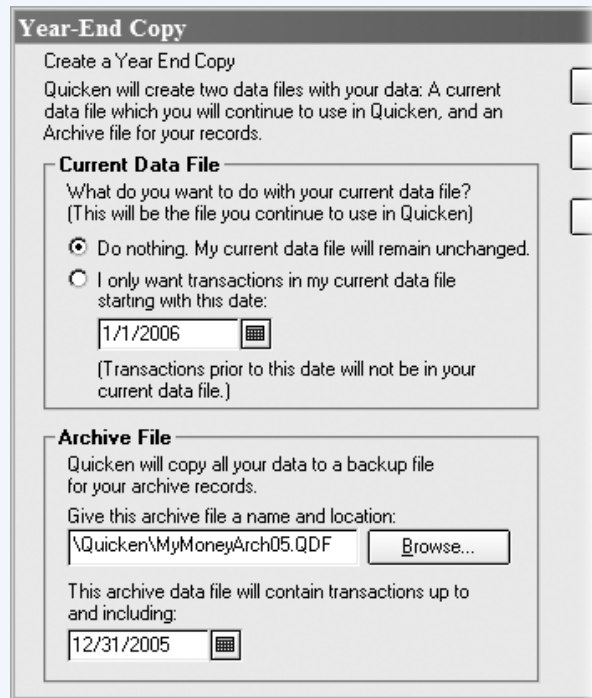 Year-End Copy
Create a Year End Copy
Quicken will create two data files with your data: A current
data file which you will continue to use in Quicken, and an
Archive file for your records.
Current Data File
What do you want to do with your current data file?
(This will be the file you continue to use in Quicken)
Do nothing. My current data file will remain unchanged.
I only want transactions in my current data file
starting with this date:
1/1/2006
(Transactions prior to this date will not be in your
current data file.)
Archive File
Quicken will copy all your data to a backup file
for your archive records.
Give this archive file a name and location:
\Quicken\MyMoneyArch05.QDF
Browse...
This archive data file will contain transactions up to
and including:
12/31/2005